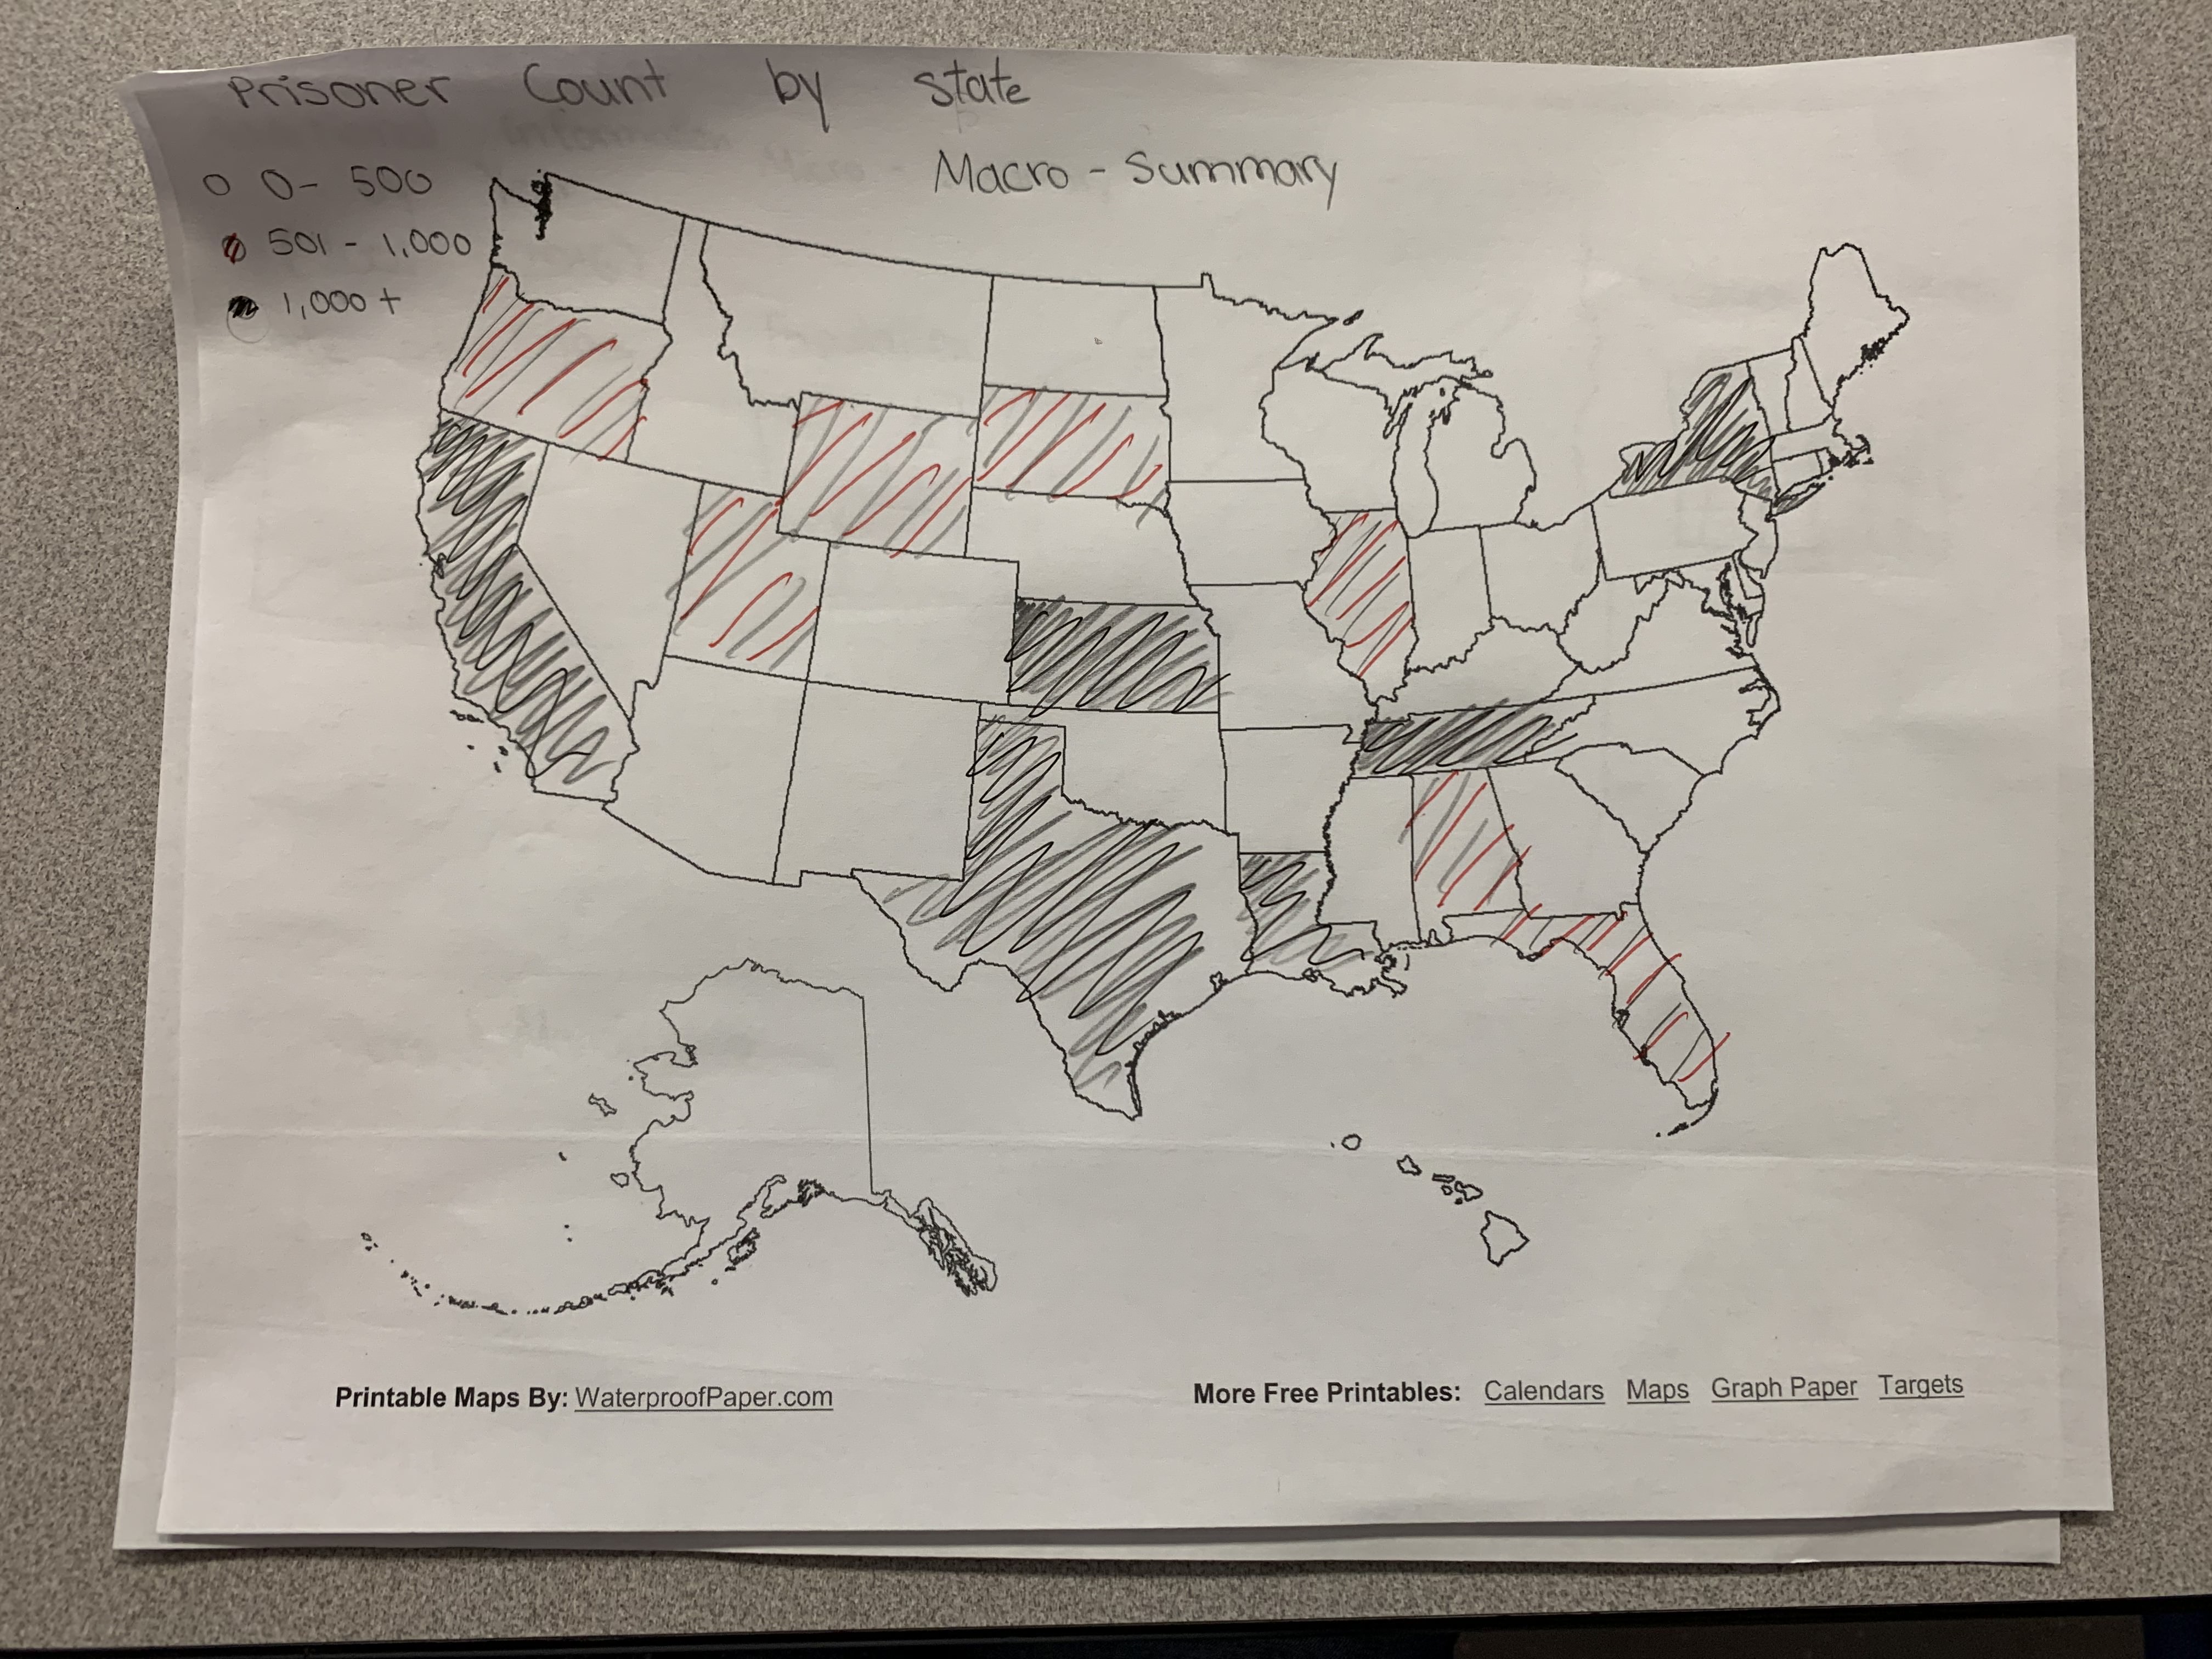 Prisoner Count by state
Macro - Summary
0 - 500
501 - 1,000
1,000 +
Printable Maps By: WaterproofPaper.com
More Free Printables: Calendars Maps Graph Paper Targets